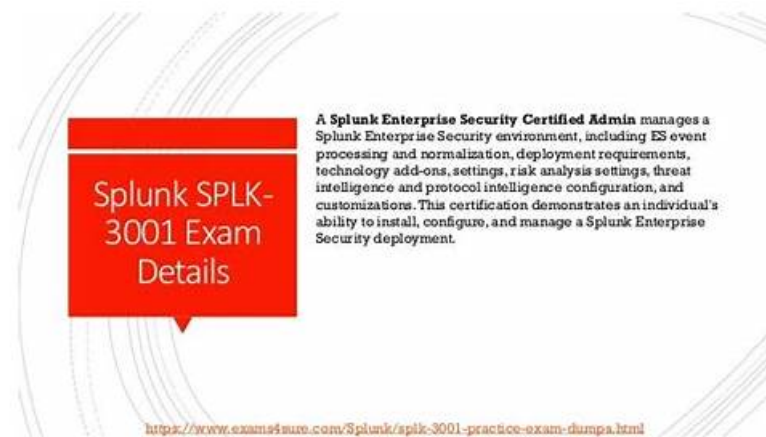 Splunk SPLK-
3001 Exam
Details
A Splunk Enterprise Security Certified Admin manages a
Splunk Enterprise Security environment, including ES event
processing and normalization, deployment requirements,
technology add-ons, settings, risk analysis settings, threat
intelligence and protocol intelligence configuration, and
customizations. This certification demonstrates an individual's
ability to install, configure, and manage a Splunk Enterprise
Security deployment.
https://www.exams4sure.com/Splunk/splk-3001-practice-exam-dumps.html